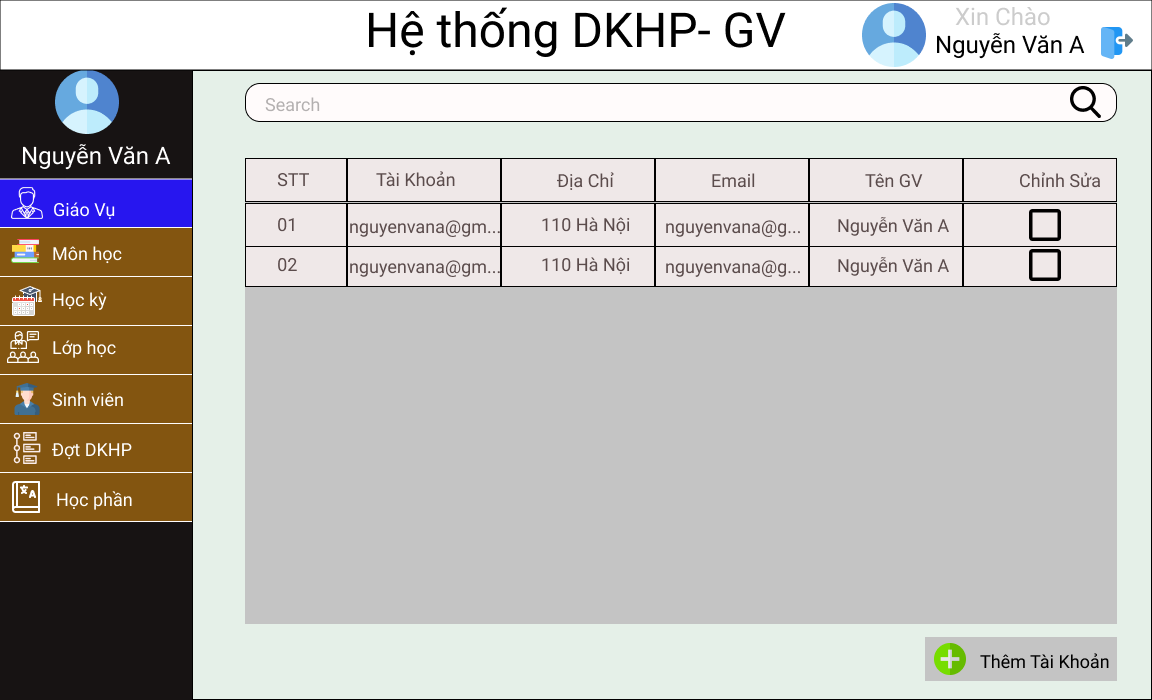 Hệ thống DKHP- GV
Xin Chào
Nguyễn Văn A
Nguyễn Văn A
Giáo Vụ
Môn học
Học kỳ
Lớp học
Sinh viên
Đợt DKHP
Học phần
Search
STT Tài Khoản Địa Chỉ Email Tên GV Chỉnh Sửa
01 nguyenvana@gm... 110 Hà Nội nguyenvana@g... Nguyễn Văn A
02 nguyenvana@gm... 110 Hà Nội nguyenvana@g... Nguyễn Văn A
Thêm Tài Khoản